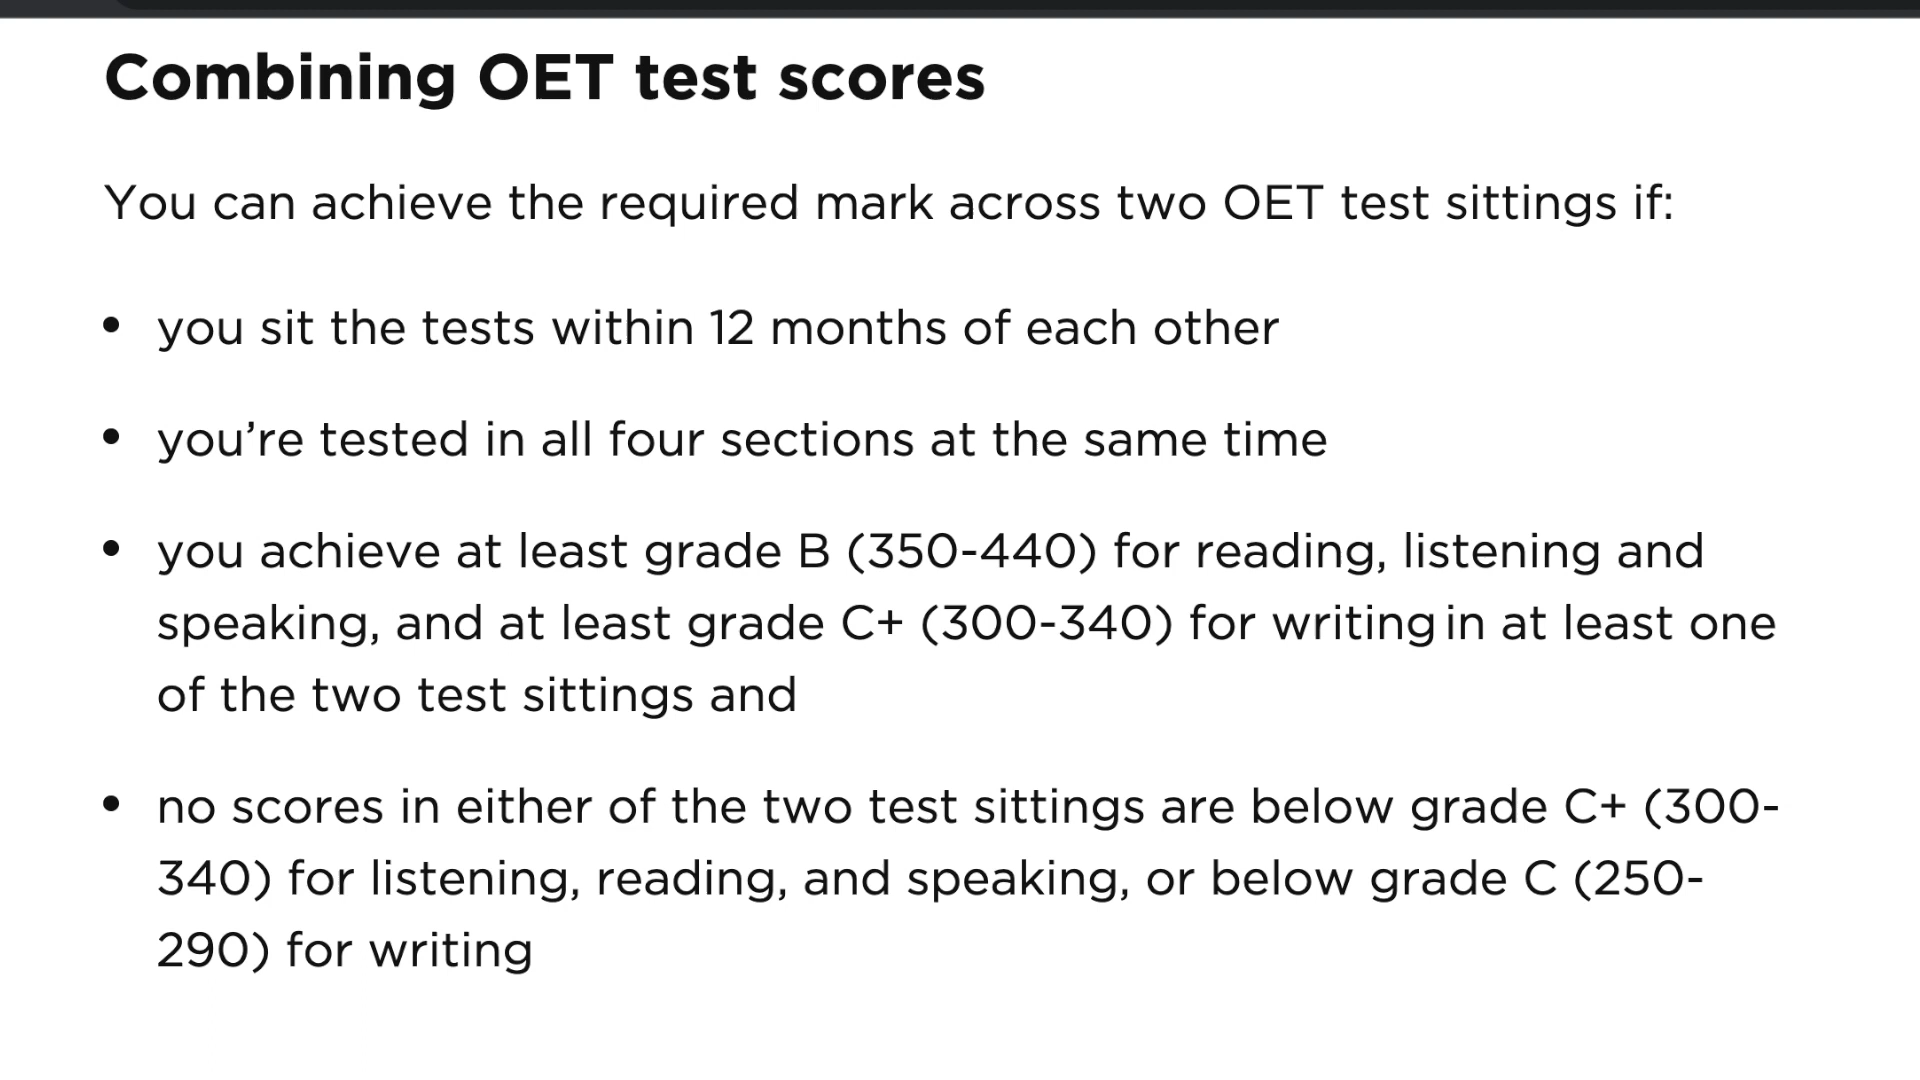 Combining OET test scores
You can achieve the required mark across two OET test sittings if:
• you sit the tests within 12 months of each other
• you’re tested in all four sections at the same time
• you achieve at least grade B (350-440) for reading, listening and
speaking, and at least grade C+ (300-340) for writing in at least one
of the two test sittings and
• no scores in either of the two test sittings are below grade C+ (300-
340) for listening, reading, and speaking, or below grade C (250-
290) for writing